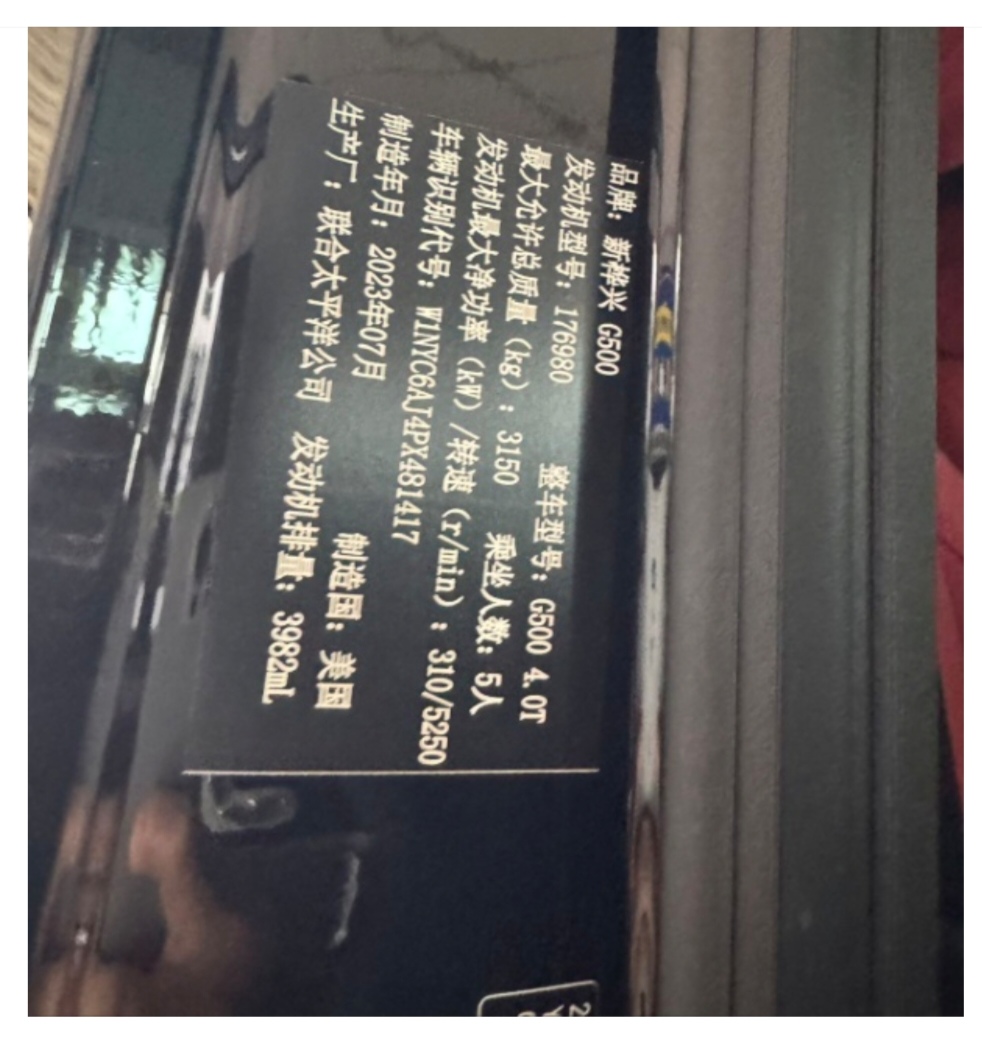 品牌：新桦兴 G500
发动机型号：176980 整车型号：G500 4.0T
最大允许总质量（kg）：3150 乘坐人数：5人
发动机最大净功率（kW）/转速（r/min）：310/5250
车辆识别代号：W1NYC6AJ4PX481417
制造年月：2023年07月 制造国：美国
生产厂：联合太平洋公司 发动机排量：3982mL